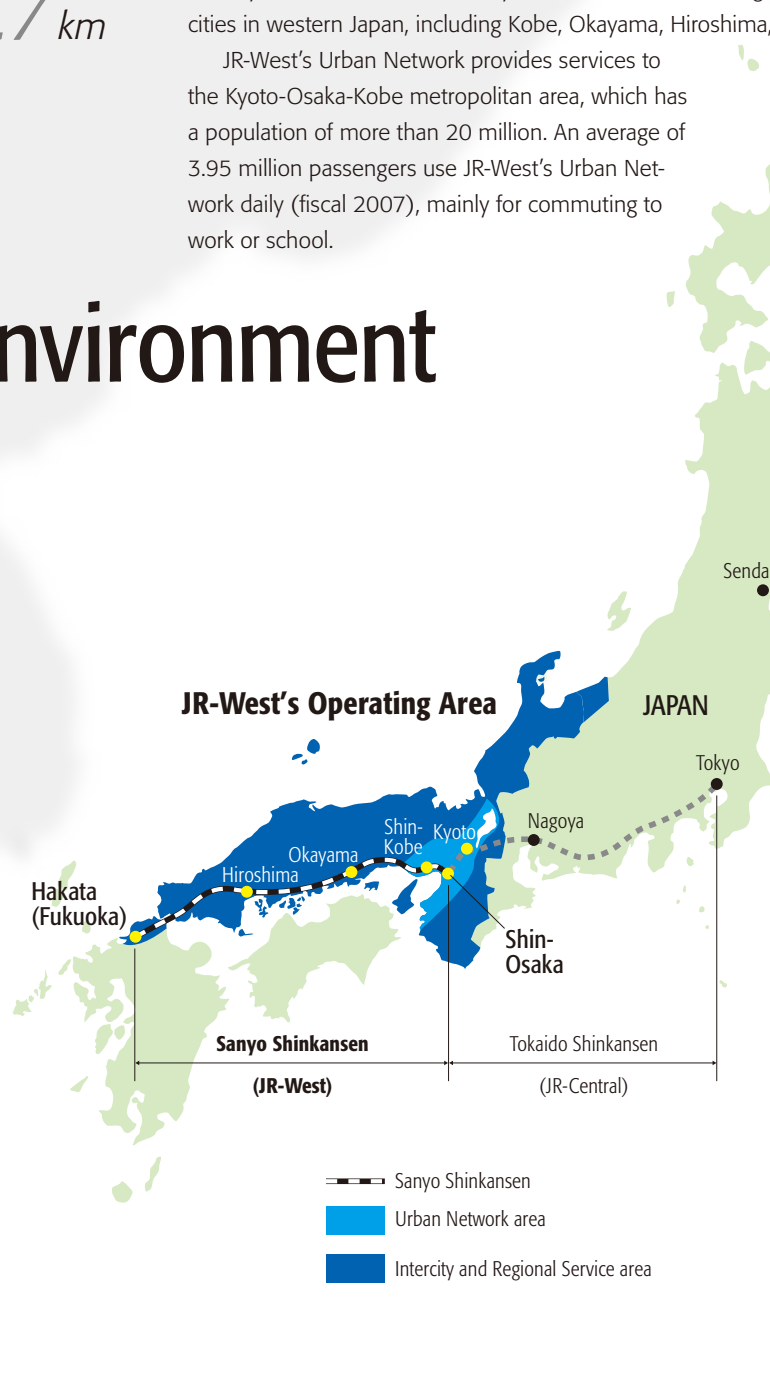 km
cities in western Japan, including Kobe, Okayama, Hiroshima,
JR-West's Urban Network provides services to
the Kyoto-Osaka-Kobe metropolitan area, which has
a population of more than 20 million. An average of
3.95 million passengers use JR-West's Urban Net-
work daily (fiscal 2007), mainly for commuting to
work or school.
nvironment
Senda
JR-West's Operating Area
JAPAN
Tokyo
Nagoya
Shin-
Kobe
Kyoto
Okayama
Hiroshima
Hakata
(Fukuoka)
Shin-
Osaka
Sanyo Shinkansen
(JR-West)
Tokaido Shinkansen
(JR-Central)
Sanyo Shinkansen
Urban Network area
Intercity and Regional Service area